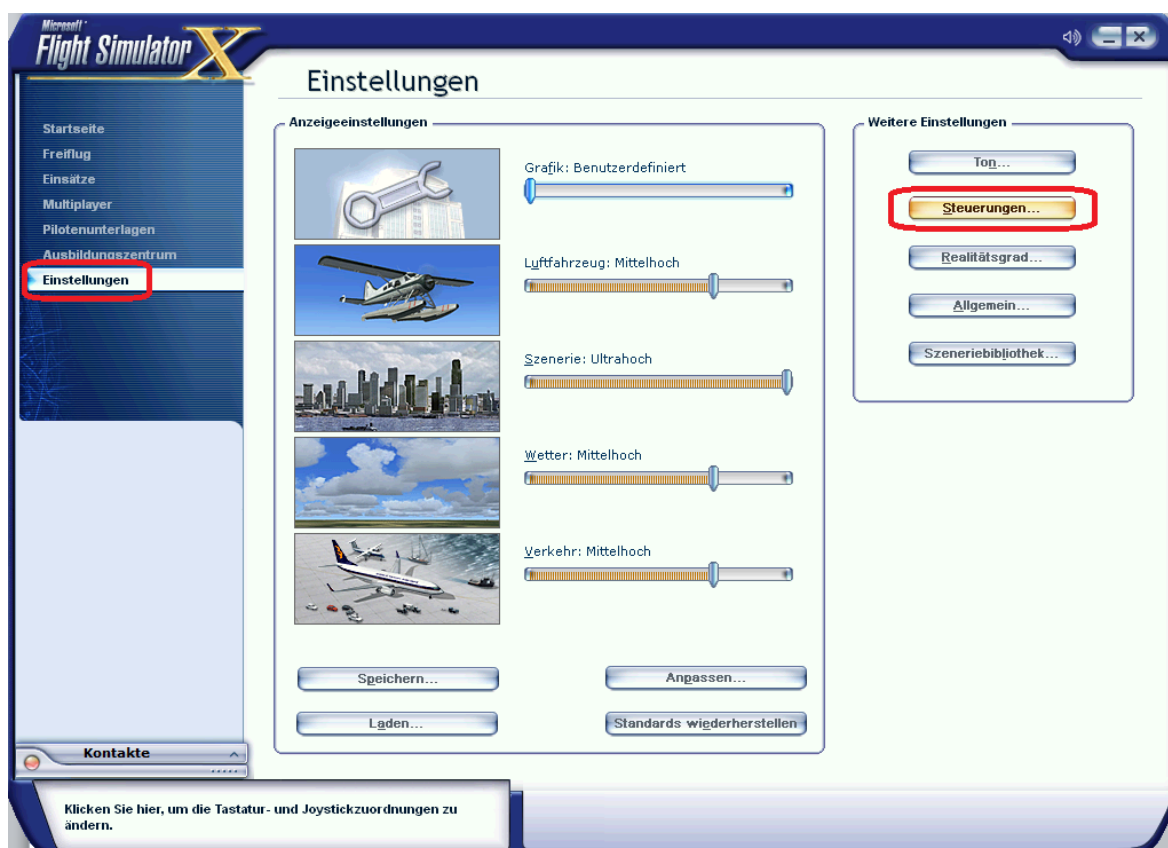 Microsoft
Flight Simulator X
Einstellungen
Startseite
Freiflug
Einsätze
Multiplayer
Pilotenunterlagen
Ausbildungszentrum
Einstellungen
Anzeigeeinstellungen
Grafik: Benutzerdefiniert
Luftfahrzeug: Mittelhoch
Szenerie: Ultrahoch
Wetter: Mittelhoch
Verkehr: Mittelhoch
Speichern...
Anpassen...
Laden...
Standards wiederherstellen
Weitere Einstellungen
Ton...
Steuerungen...
Realitätsgrad...
Allgemein...
Szeneriebibliothek...
Kontakte
Klicken Sie hier, um die Tastatur- und Joystickzuordnungen zu
ändern.